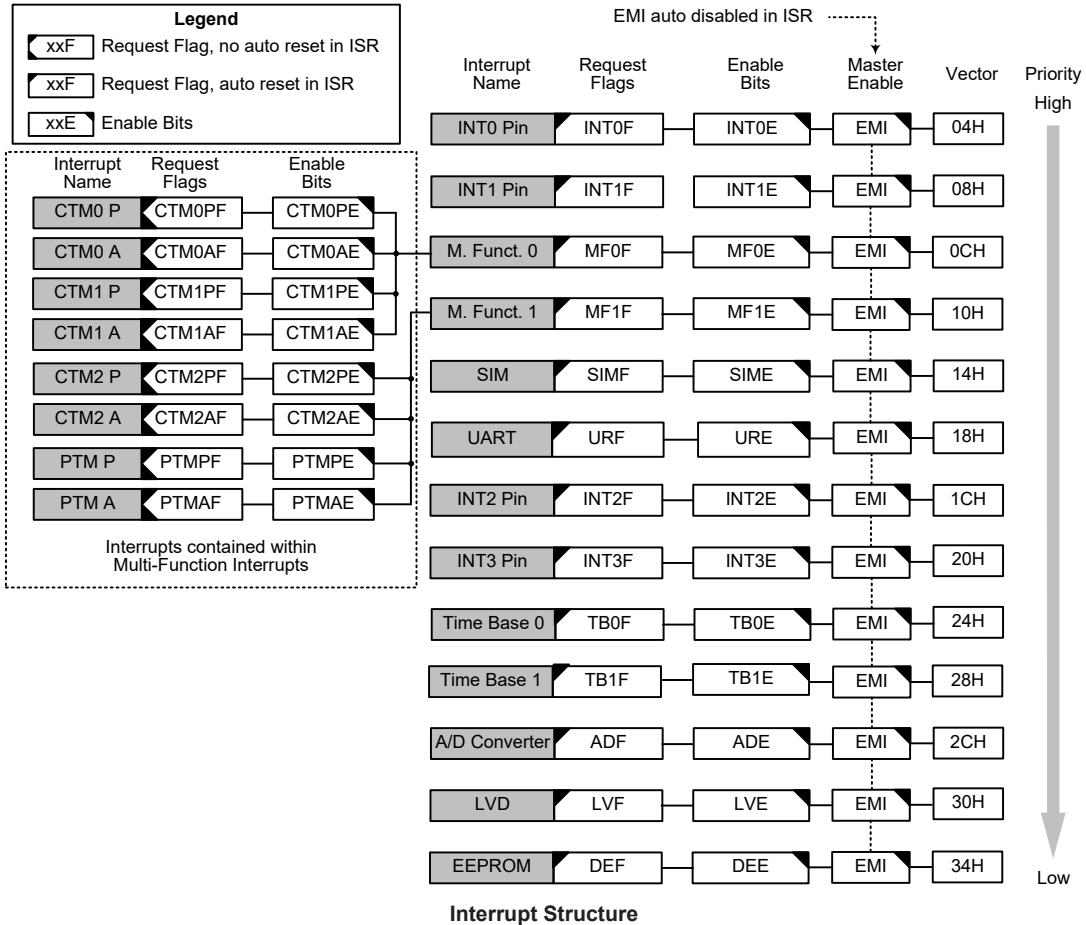 Legend
xxF Request Flag, no auto reset in ISR
xxF Request Flag, auto reset in ISR
xxE Enable Bits
EMI auto disabled in ISR
Interrupt Name Request Flags Enable Bits Master Enable Vector Priority
High
INT0 Pin INT0F INT0E EMI 04H
INT1 Pin INT1F INT1E EMI 08H
M. Funct. 0 MF0F MF0E EMI 0CH
M. Funct. 1 MF1F MF1E EMI 10H
SIM SIMF SIME EMI 14H
UART URF URE EMI 18H
INT2 Pin INT2F INT2E EMI 1CH
INT3 Pin INT3F INT3E EMI 20H
Time Base 0 TB0F TB0E EMI 24H
Time Base 1 TB1F TB1E EMI 28H
A/D Converter ADF ADE EMI 2CH
LVD LVF LVE EMI 30H
EEPROM DEF DEE EMI 34H
Low
Interrupt Name Request Flags Enable Bits
CTM0 P CTM0PF CTM0PE
CTM0 A CTM0AF CTM0AE
CTM1 P CTM1PF CTM1PE
CTM1 A CTM1AF CTM1AE
CTM2 P CTM2PF CTM2PE
CTM2 A CTM2AF CTM2AE
PTM P PTMPF PTMPE
PTM A PTMAF PTMAE
Interrupts contained within
Multi-Function Interrupts
Interrupt Structure